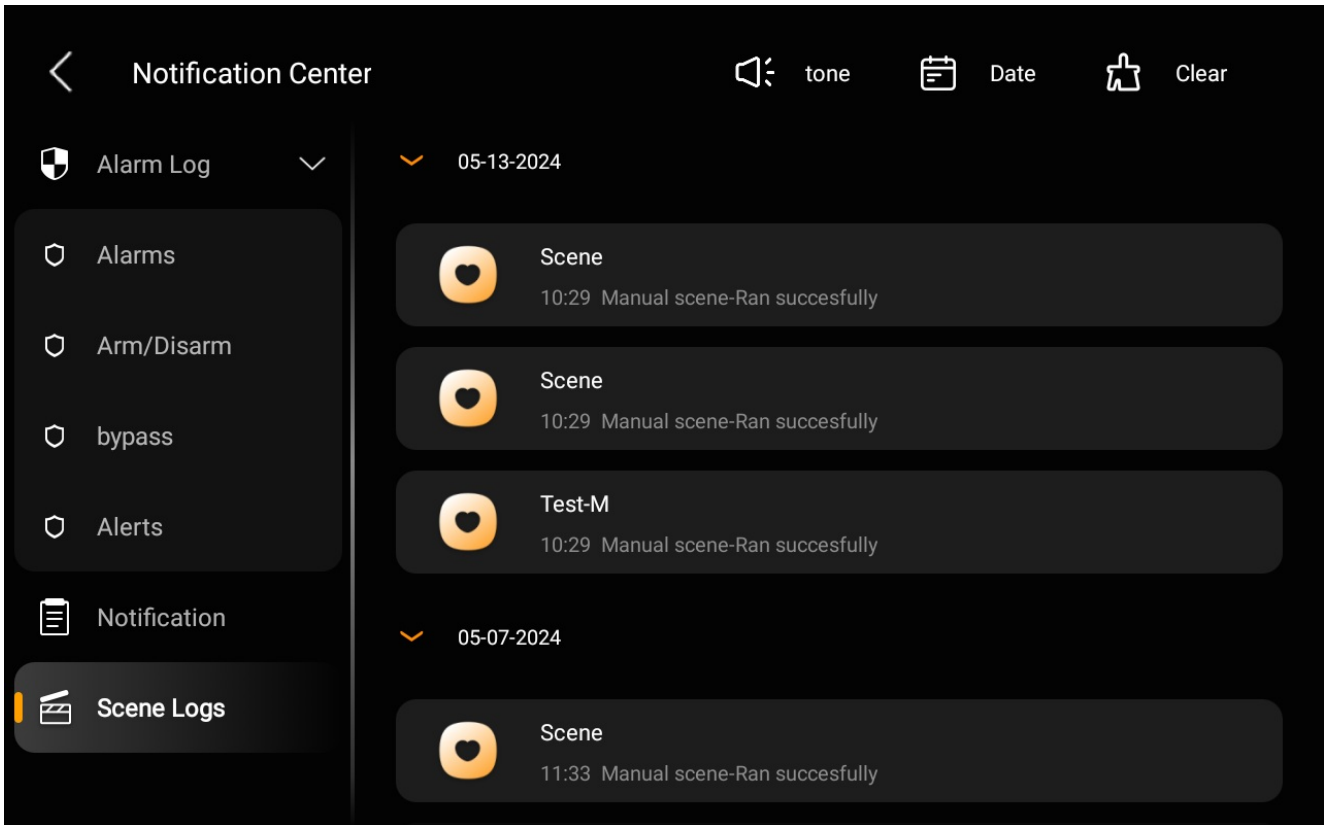 Notification Center
tone
Date
Clear
Alarm Log
Alarms
Arm/Disarm
bypass
Alerts
Notification
Scene Logs
05-13-2024
Scene
10:29 Manual scene-Ran succesfully
Scene
10:29 Manual scene-Ran succesfully
Test-M
10:29 Manual scene-Ran succesfully
05-07-2024
Scene
11:33 Manual scene-Ran succesfully